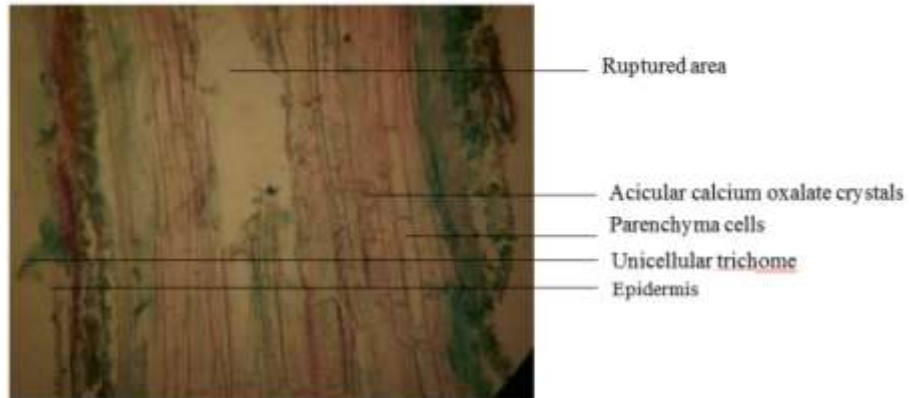 Ruptured area
Acicular calcium oxalate crystals
Parenchyma cells
Unicellular trichome
Epidermis